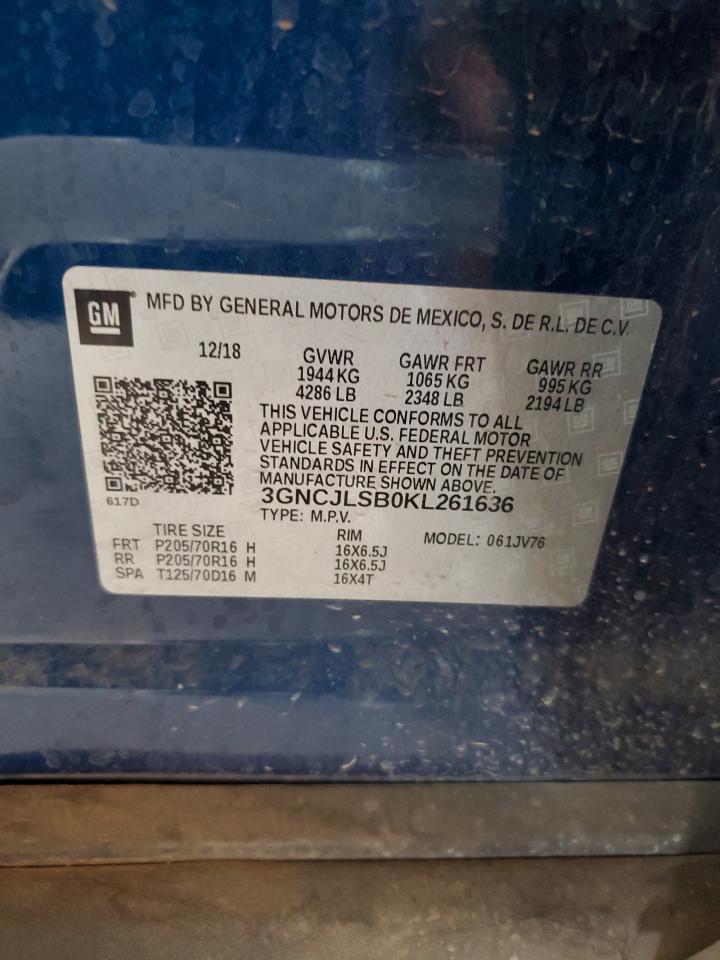 GM
MFD BY GENERAL MOTORS DE MEXICO, S. DE R.L. DE C.V.
12/18 GVWR GAWR FRT GAWR RR
1944 KG 1065 KG 995 KG
4286 LB 2348 LB 2194 LB
THIS VEHICLE CONFORMS TO ALL
APPLICABLE U.S. FEDERAL MOTOR
VEHICLE SAFETY AND THEFT PREVENTION
STANDARDS IN EFFECT ON THE DATE OF
MANUFACTURE SHOWN ABOVE.
617D
3GNCJLSB0KL261636
TYPE: M.P.V.
TIRE SIZE RIM MODEL: 061JV76
FRT P205/70R16 H 16X6.5J
RR P205/70R16 H 16X6.5J
SPA T125/70D16 M 16X4T